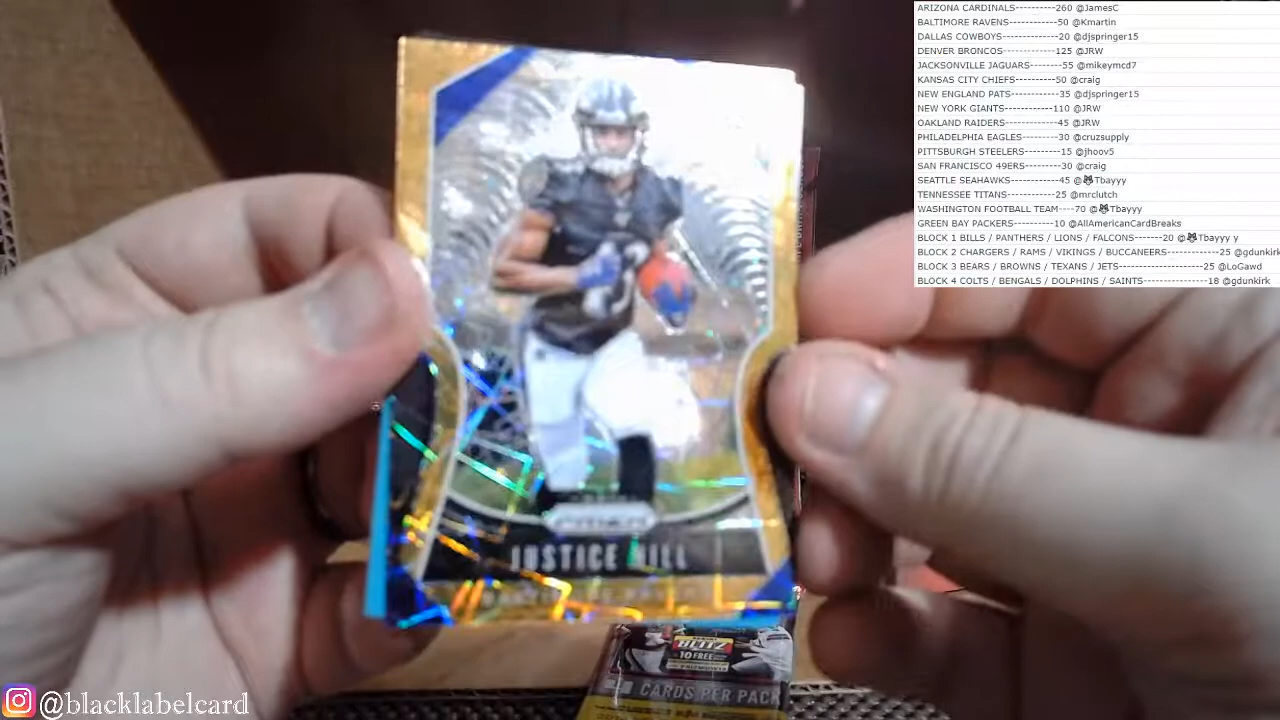 ARIZONA CARDINALS----------260 @JamesC
BALTIMORE RAVENS------------50 @Kmartin
DALLAS COWBOYS--------------20 @djspringer15
DENVER BRONCOS-------------125 @JRW
JACKSONVILLE JAGUARS--------55 @mikeymcd7
KANSAS CITY CHIEFS----------50 @craig
NEW ENGLAND PATS------------35 @djspringer15
NEW YORK GIANTS------------110 @JRW
OAKLAND RAIDERS-------------45 @JRW
PHILADELPHIA EAGLES---------30 @cruzsupply
PITTSBURGH STEELERS---------15 @jhoov5
SAN FRANCISCO 49ERS---------30 @craig
SEATTLE SEAHAWKS-----------45 @😈Tbayyy
TENNESSEE TITANS-----------25 @mrclutch
WASHINGTON FOOTBALL TEAM----70 @😈Tbayyy
GREEN BAY PACKERS----------10 @AllAmericanCardBreaks
BLOCK 1 BILLS / PANTHERS / LIONS / FALCONS-------20 @😈Tbayyy y
BLOCK 2 CHARGERS / RAMS / VIKINGS / BUCCANEERS-----------25 @gdunkirk
BLOCK 3 BEARS / BROWNS / TEXANS / JETS---------------------25 @LoGawd
BLOCK 4 COLTS / BENGALS / DOLPHINS / SAINTS----------------18 @gdunkirk
PRIZM
JUSTICE HILL
BLITZ
10 FREE
CARDS PER PACK
@blacklabelcard